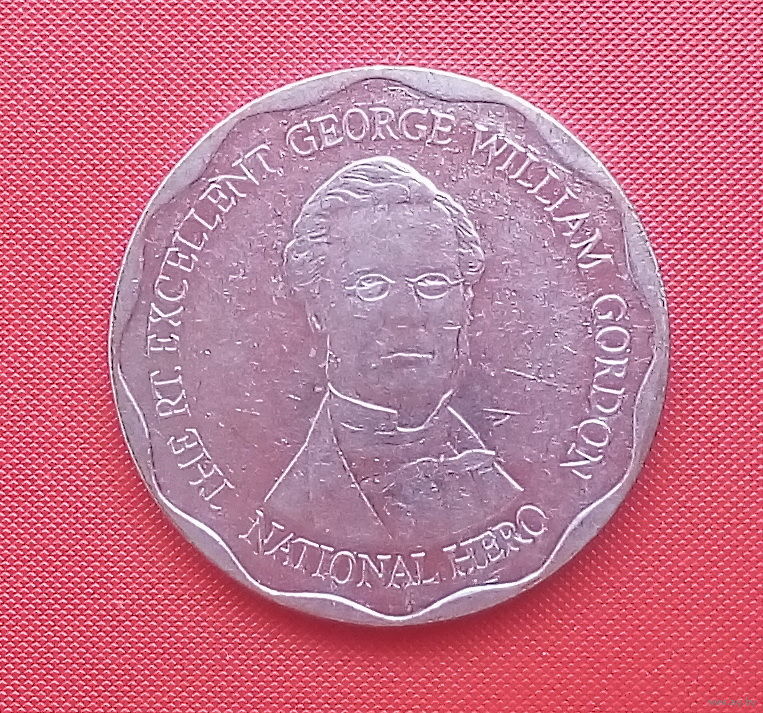 THE RT. EXCELLENT, GEORGE WILLIAM GORDON
NATIONAL HERO